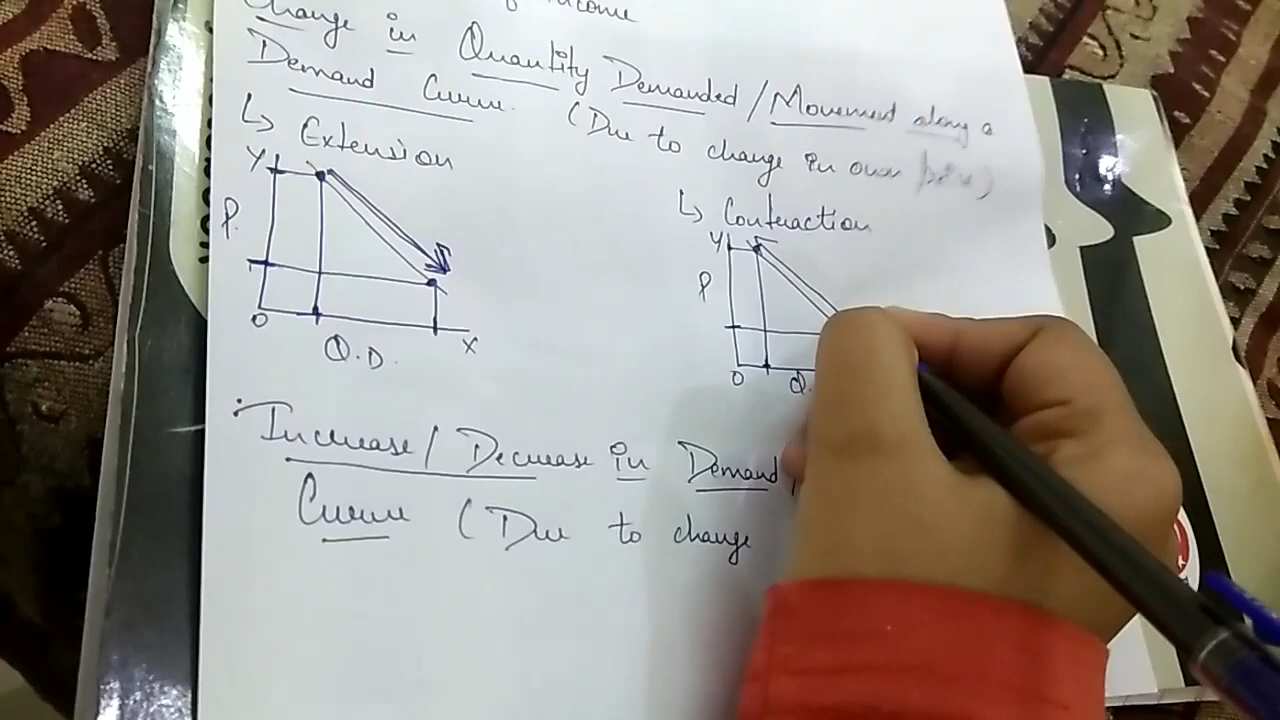 Change in Quantity Demanded / Movement along a
Demand Curve. (Due to change in own price)
↳ Extension
Y
P.
O
Q.D.
X
↳ Contraction
Y
P
O
Q.
• Increase / Decrease in Demand
Curve (Due to change